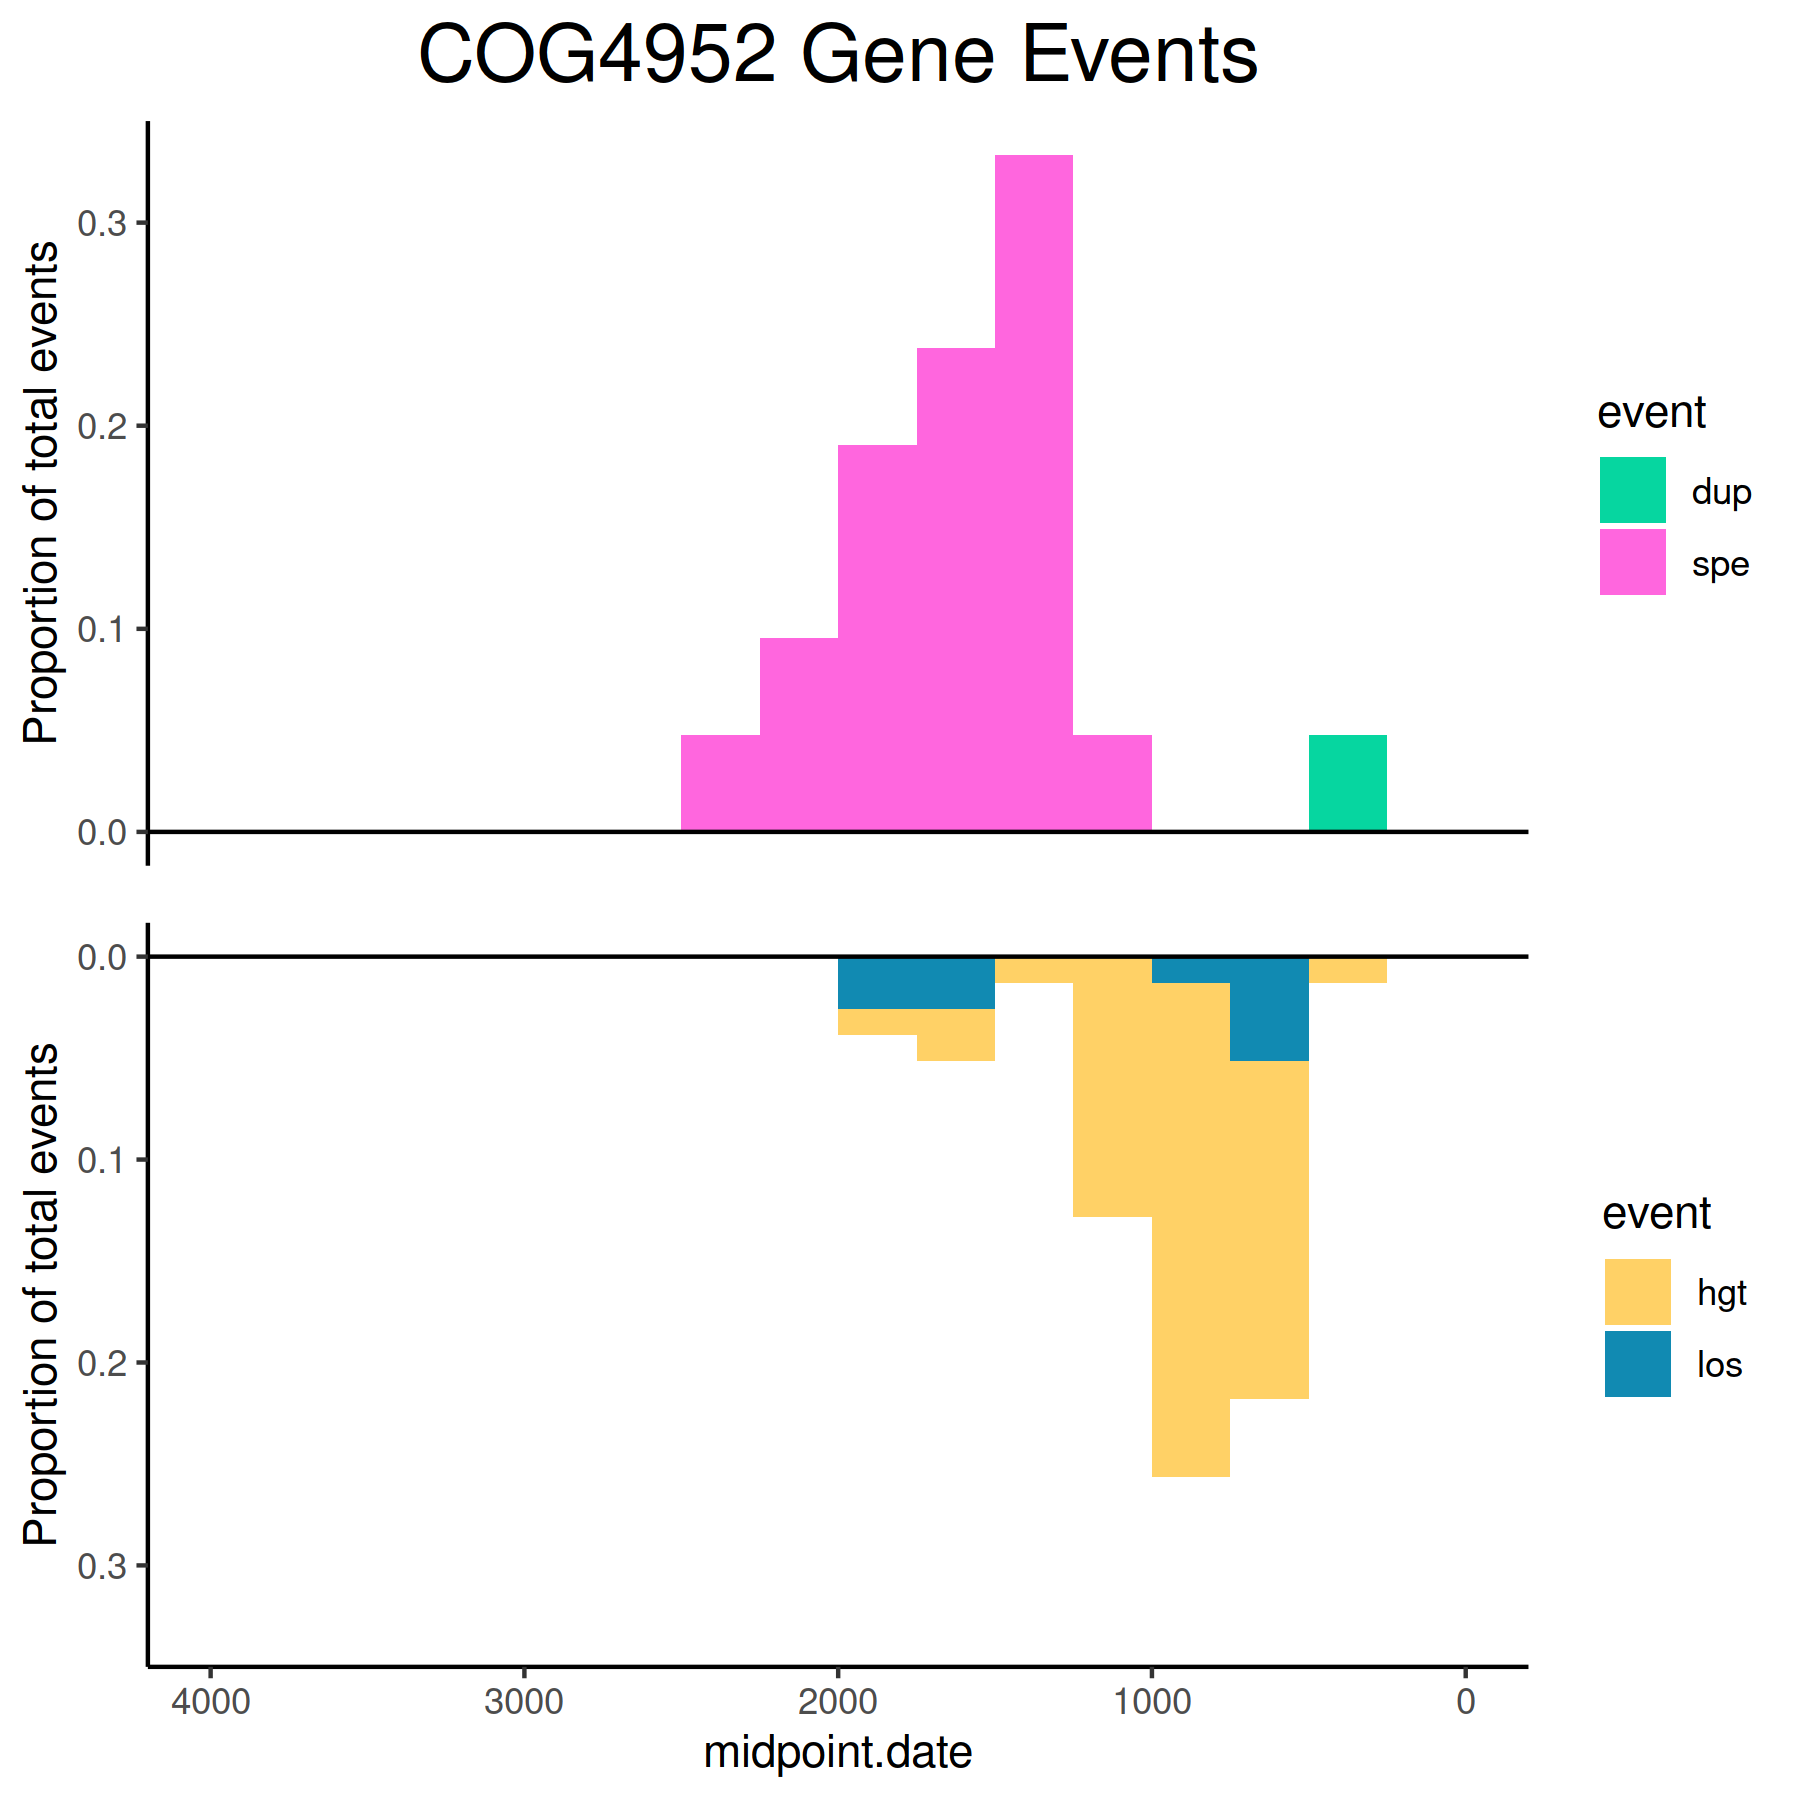 COG4952 Gene Events
Proportion of total events
0.3
0.2
0.1
0.0
event
dup
spe
Proportion of total events
0.0
0.1
0.2
0.3
event
hgt
los
4000 3000 2000 1000 0
midpoint.date